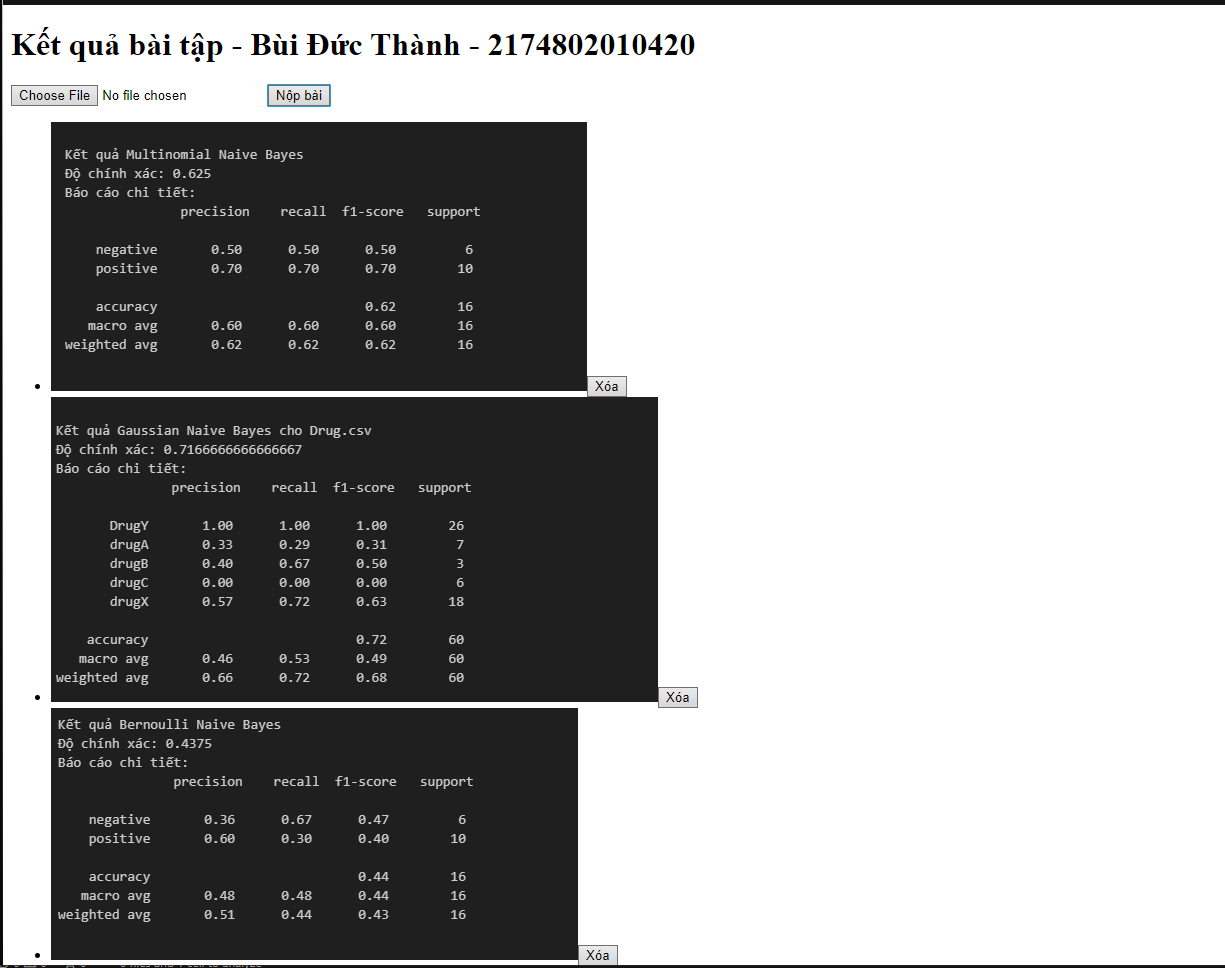 Kết quả bài tập - Bùi Đức Thành - 2174802010420
Choose File No file chosen Nộp bài
Kết quả Multinomial Naive Bayes
Độ chính xác: 0.625
Báo cáo chi tiết:
precision recall f1-score support
negative 0.50 0.50 0.50 6
positive 0.70 0.70 0.70 10
accuracy 0.62 16
macro avg 0.60 0.60 0.60 16
weighted avg 0.62 0.62 0.62 16
Xóa
Kết quả Gaussian Naive Bayes cho Drug.csv
Độ chính xác: 0.7166666666666667
Báo cáo chi tiết:
precision recall f1-score support
DrugY 1.00 1.00 1.00 26
drugA 0.33 0.29 0.31 7
drugB 0.40 0.67 0.50 3
drugC 0.00 0.00 0.00 6
drugX 0.57 0.72 0.63 18
accuracy 0.72 60
macro avg 0.46 0.53 0.49 60
weighted avg 0.66 0.72 0.68 60
Xóa
Kết quả Bernoulli Naive Bayes
Độ chính xác: 0.4375
Báo cáo chi tiết:
precision recall f1-score support
negative 0.36 0.67 0.47 6
positive 0.60 0.30 0.40 10
accuracy 0.44 16
macro avg 0.48 0.48 0.44 16
weighted avg 0.51 0.44 0.43 16
Xóa